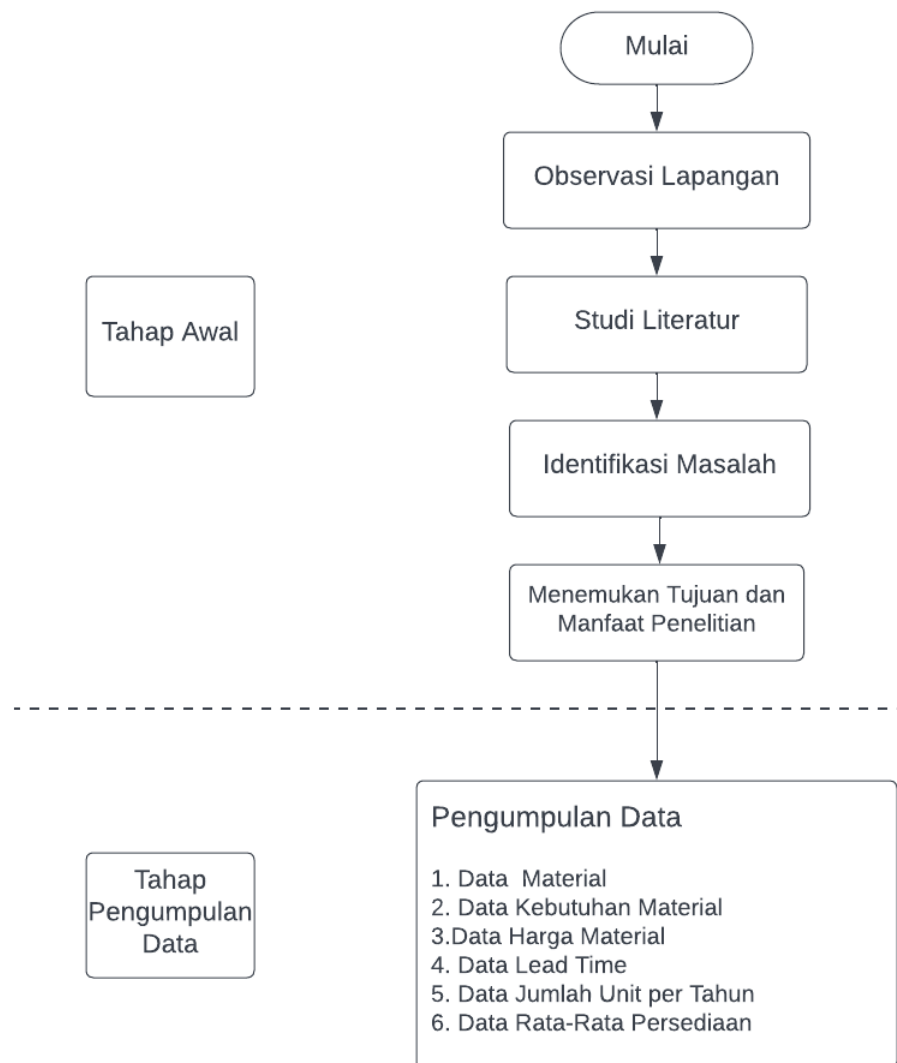 Mulai
Observasi Lapangan
Tahap Awal
Studi Literatur
Identifikasi Masalah
Menemukan Tujuan dan
Manfaat Penelitian
Tahap
Pengumpulan
Data
Pengumpulan Data
1. Data  Material
2. Data Kebutuhan Material
3.Data Harga Material
4. Data Lead Time
5. Data Jumlah Unit per Tahun
6. Data Rata-Rata Persediaan